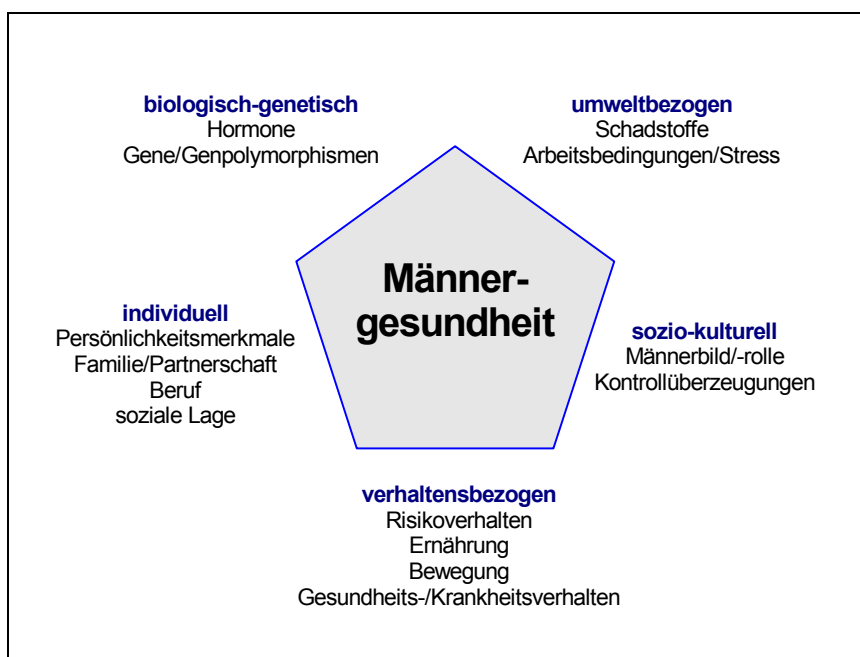 biologisch-genetisch
Hormone
Gene/Genpolymorphismen
umweltbezogen
Schadstoffe
Arbeitsbedingungen/Stress
Männer-
gesundheit
individuell
Persönlichkeitsmerkmale
Familie/Partnerschaft
Beruf
soziale Lage
sozio-kulturell
Männerbild/-rolle
Kontrollüberzeugungen
verhaltensbezogen
Risikoverhalten
Ernährung
Bewegung
Gesundheits-/Krankheitsverhalten